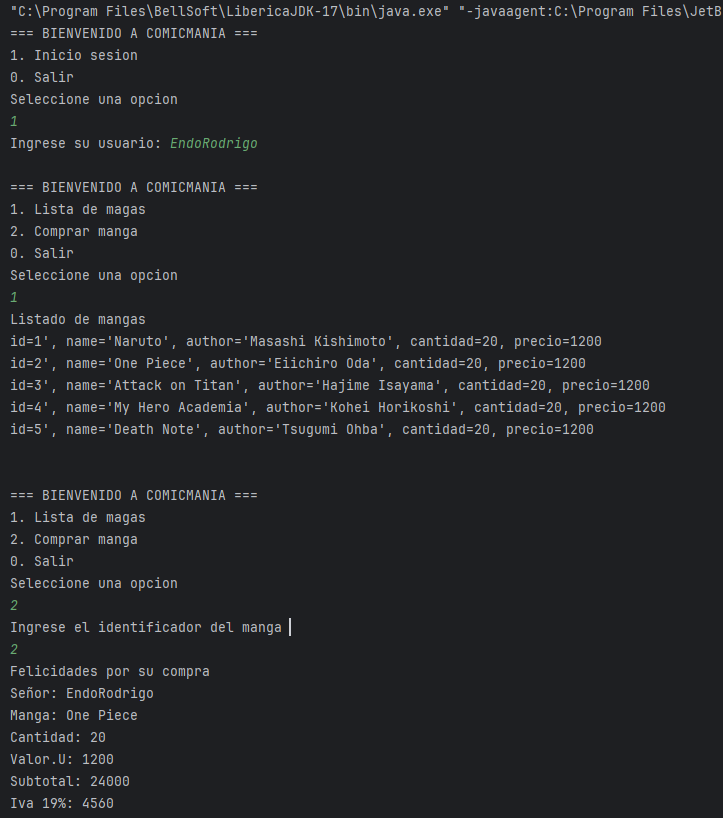 "C:\Program Files\BellSoft\LibericaJDK-17\bin\java.exe" "-javaagent:C:\Program Files\JetB
=== BIENVENIDO A COMICMANIA ===
1. Inicio sesion
0. Salir
Seleccione una opcion
1
Ingrese su usuario: EndoRodrigo
=== BIENVENIDO A COMICMANIA ===
1. Lista de magas
2. Comprar manga
0. Salir
Seleccione una opcion
1
Listado de mangas
id=1', name='Naruto', author='Masashi Kishimoto', cantidad=20, precio=1200
id=2', name='One Piece', author='Eiichiro Oda', cantidad=20, precio=1200
id=3', name='Attack on Titan', author='Hajime Isayama', cantidad=20, precio=1200
id=4', name='My Hero Academia', author='Kohei Horikoshi', cantidad=20, precio=1200
id=5', name='Death Note', author='Tsugumi Ohba', cantidad=20, precio=1200
=== BIENVENIDO A COMICMANIA ===
1. Lista de magas
2. Comprar manga
0. Salir
Seleccione una opcion
2
Ingrese el identificador del manga
2
Felicidades por su compra
Señor: EndoRodrigo
Manga: One Piece
Cantidad: 20
Valor.U: 1200
Subtotal: 24000
Iva 19%: 4560